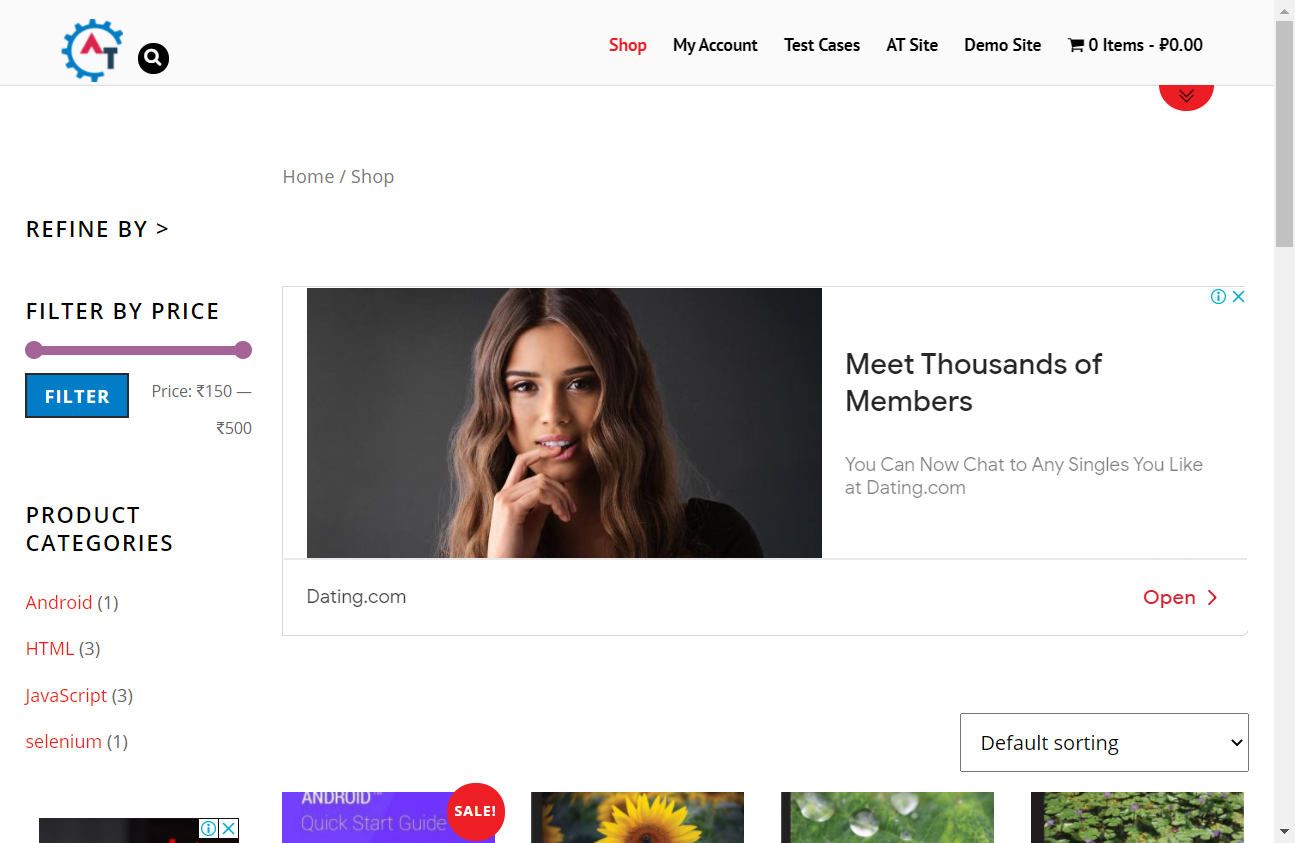 AT
Shop
My Account
Test Cases
AT Site
Demo Site
0 Items - ₽0.00
Home / Shop
REFINE BY >
FILTER BY PRICE
FILTER
Price: ₹150 —
₹500
PRODUCT
CATEGORIES
Android (1)
HTML (3)
JavaScript (3)
selenium (1)
Meet Thousands of
Members
You Can Now Chat to Any Singles You Like
at Dating.com
Dating.com
Open
Default sorting
ANDROID™
Quick Start Guide
SALE!